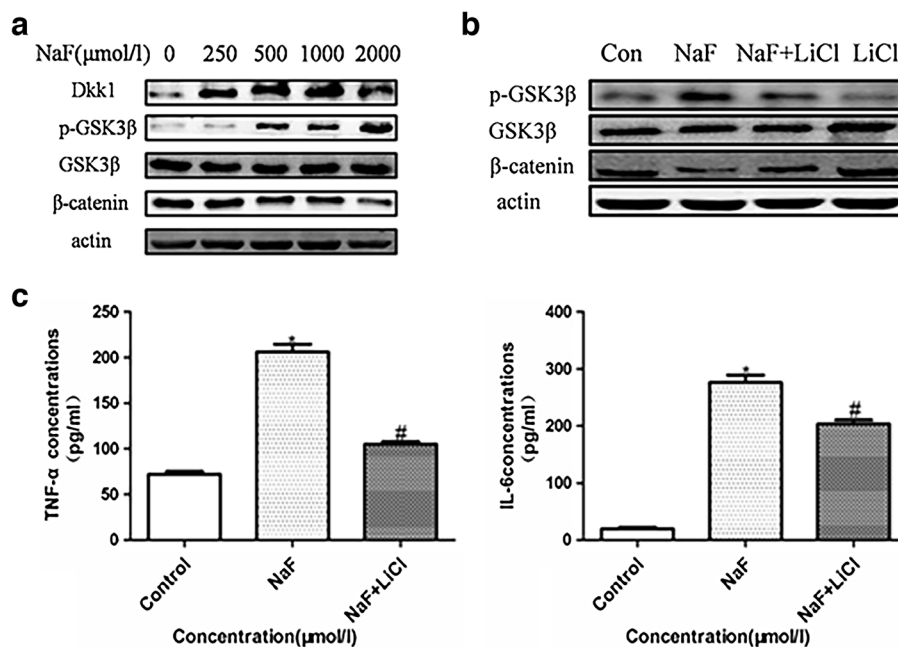 a
NaF(μmol/l) 0 250 500 1000 2000
Dkk1
p-GSK3β
GSK3β
β-catenin
actin
b
Con NaF NaF+LiCl LiCl
p-GSK3β
GSK3β
β-catenin
actin
c
TNF-α concentrations
(pg/ml)
250
200
150
100
50
0
*
#
Control NaF NaF+LiCl
Concentration(μmol/l)
IL-6concentrations
(pg/ml)
400
300
200
100
0
*
#
Control NaF NaF+LiCl
Concentration(μmol/l)